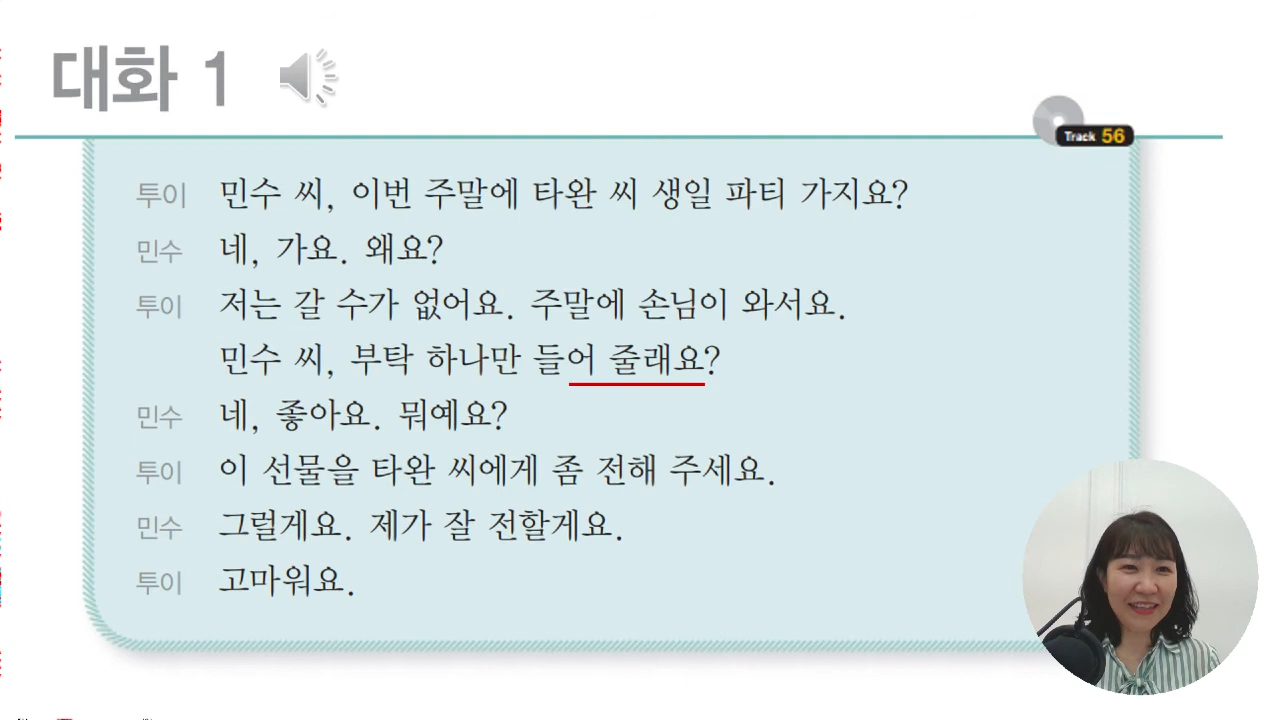 대화 1
Track 56
투이 민수 씨, 이번 주말에 타완 씨 생일 파티 가지요?
민수 네, 가요. 왜요?
투이 저는 갈 수가 없어요. 주말에 손님이 와서요.
민수 씨, 부탁 하나만 들어 줄래요?
민수 네, 좋아요. 뭐예요?
투이 이 선물을 타완 씨에게 좀 전해 주세요.
민수 그럴게요. 제가 잘 전할게요.
투이 고마워요.